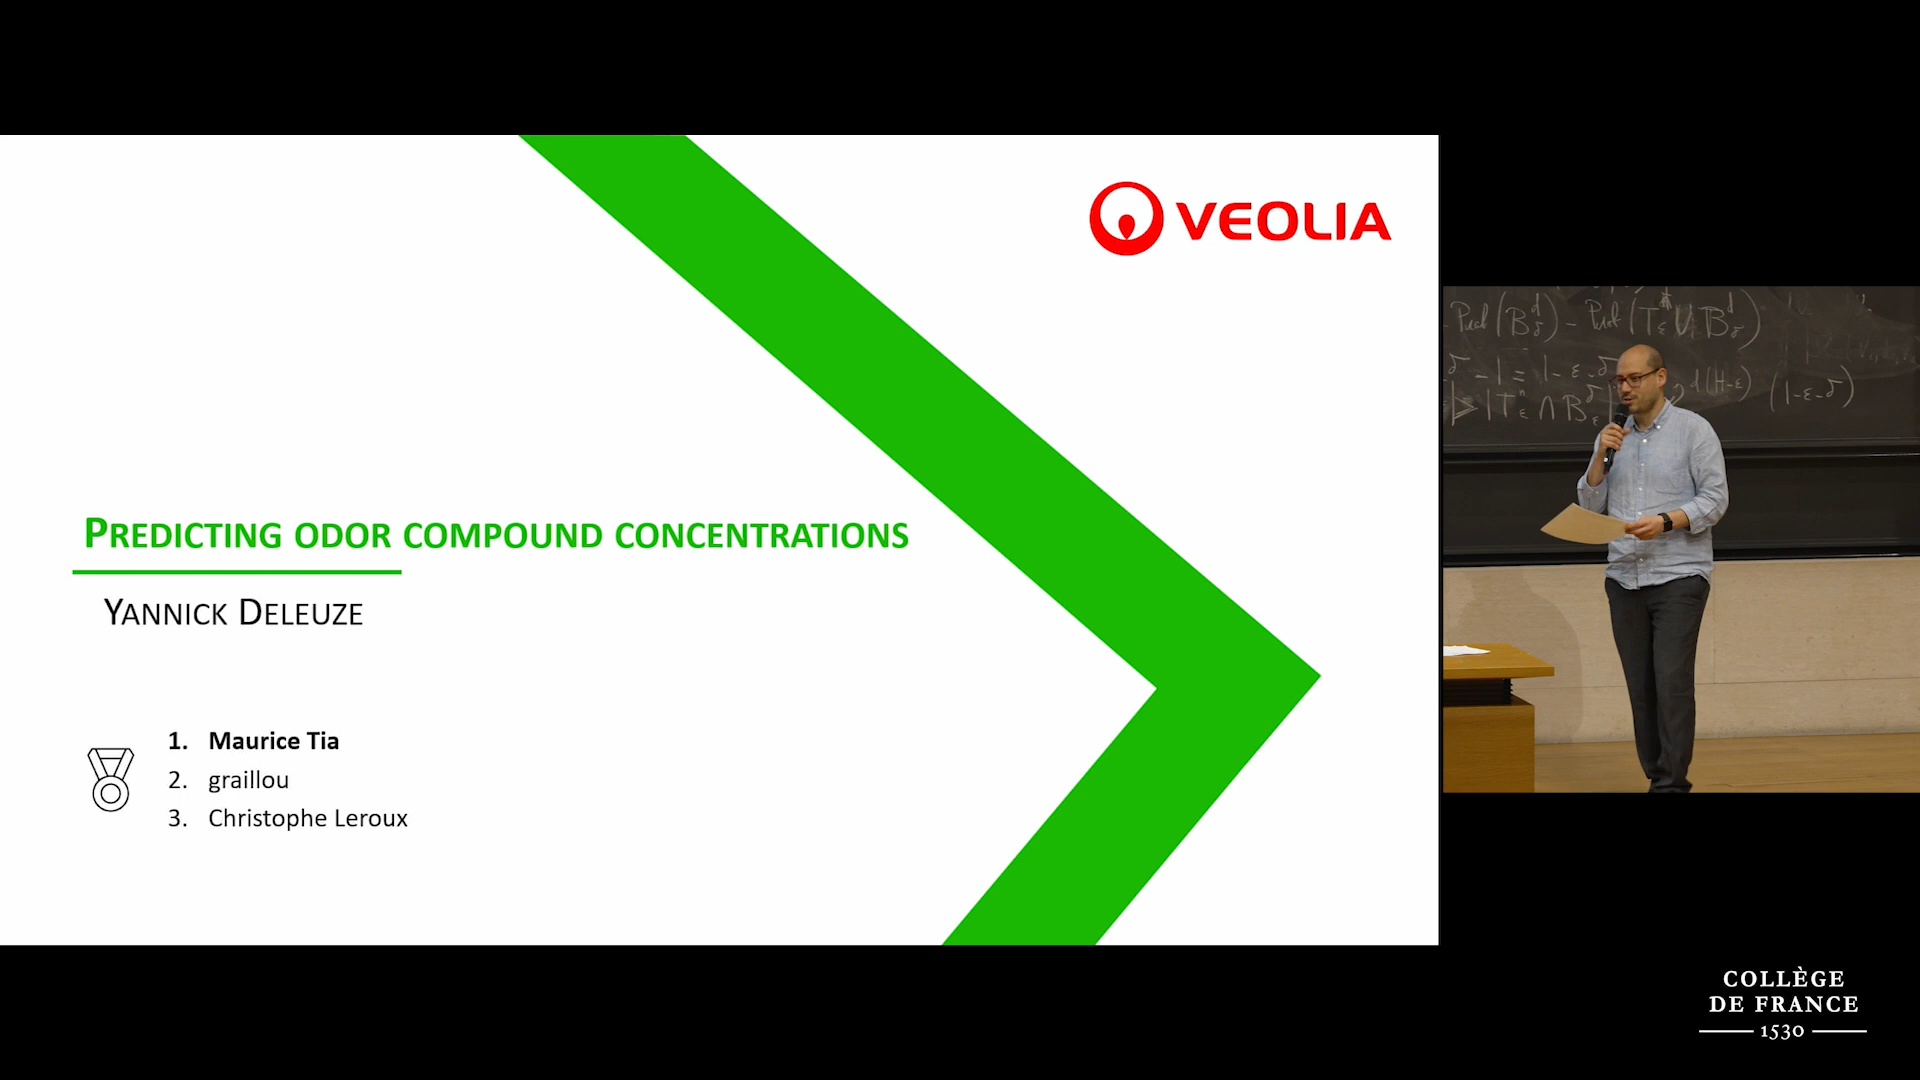 VEOLIA
PREDICTING ODOR COMPOUND CONCENTRATIONS
YANNICK DELEUZE
1. Maurice Tia
2. graillou
3. Christophe Leroux
COLLÈGE
DE FRANCE
1530